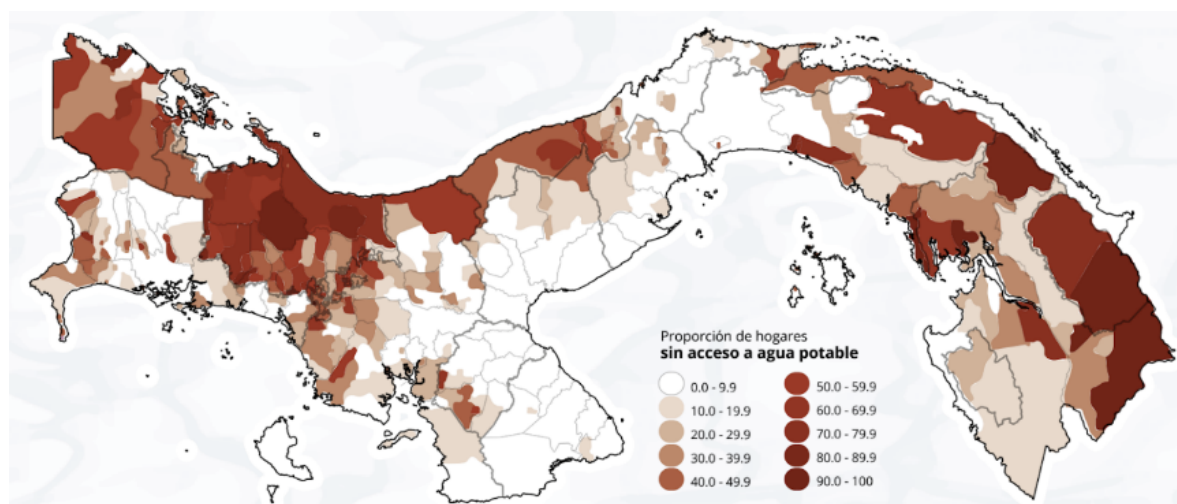 Proporción de hogares
sin acceso a agua potable
0.0 - 9.9
10.0 - 19.9
20.0 - 29.9
30.0 - 39.9
40.0 - 49.9
50.0 - 59.9
60.0 - 69.9
70.0 - 79.9
80.0 - 89.9
90.0 - 100